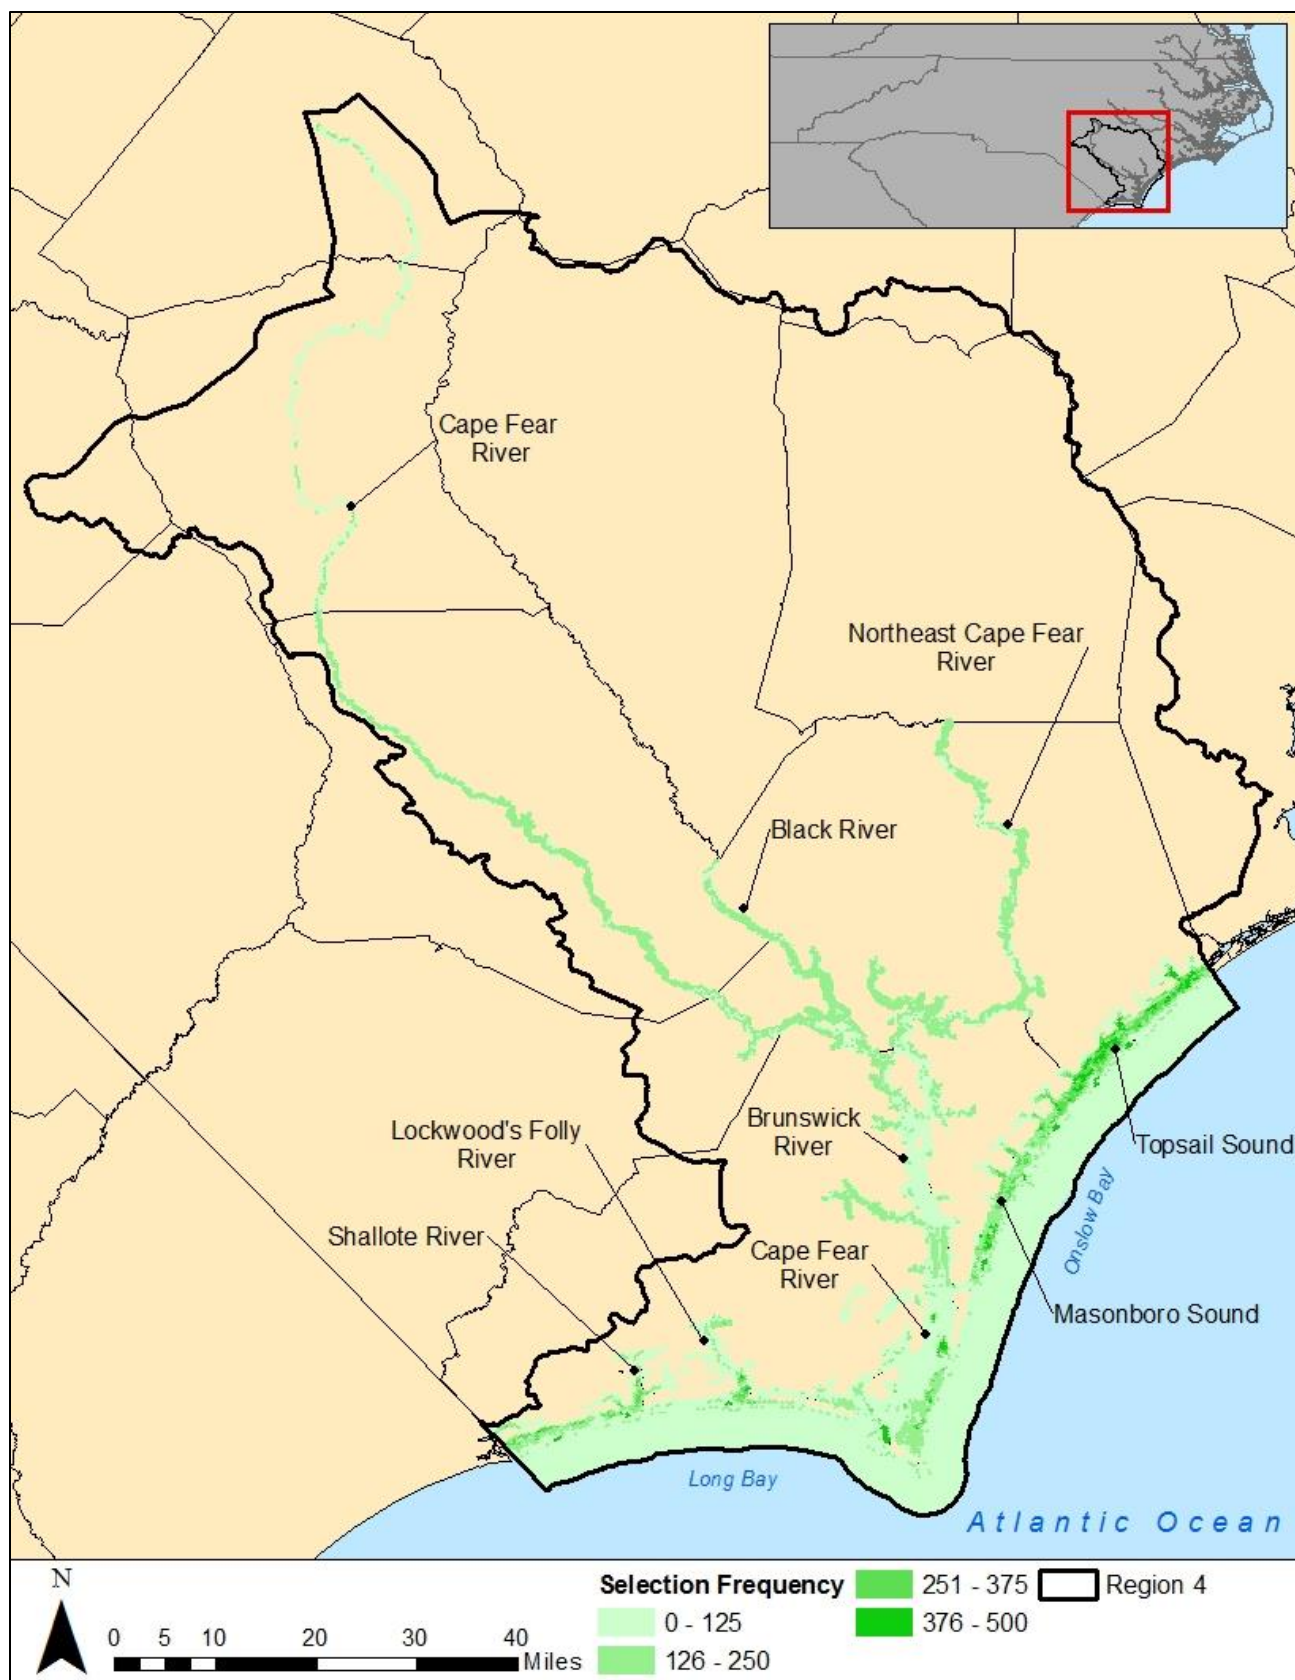 Cape Fear
River
Northeast Cape Fear
River
Black River
Lockwood's Folly
River
Brunswick
River
Topsail Sound
Onslow Bay
Shallote River
Cape Fear
River
Masonboro Sound
Long Bay
Atlantic Ocean
N
0 5 10 20 30 40
Miles
Selection Frequency
0 - 125
126 - 250
251 - 375
376 - 500
Region 4